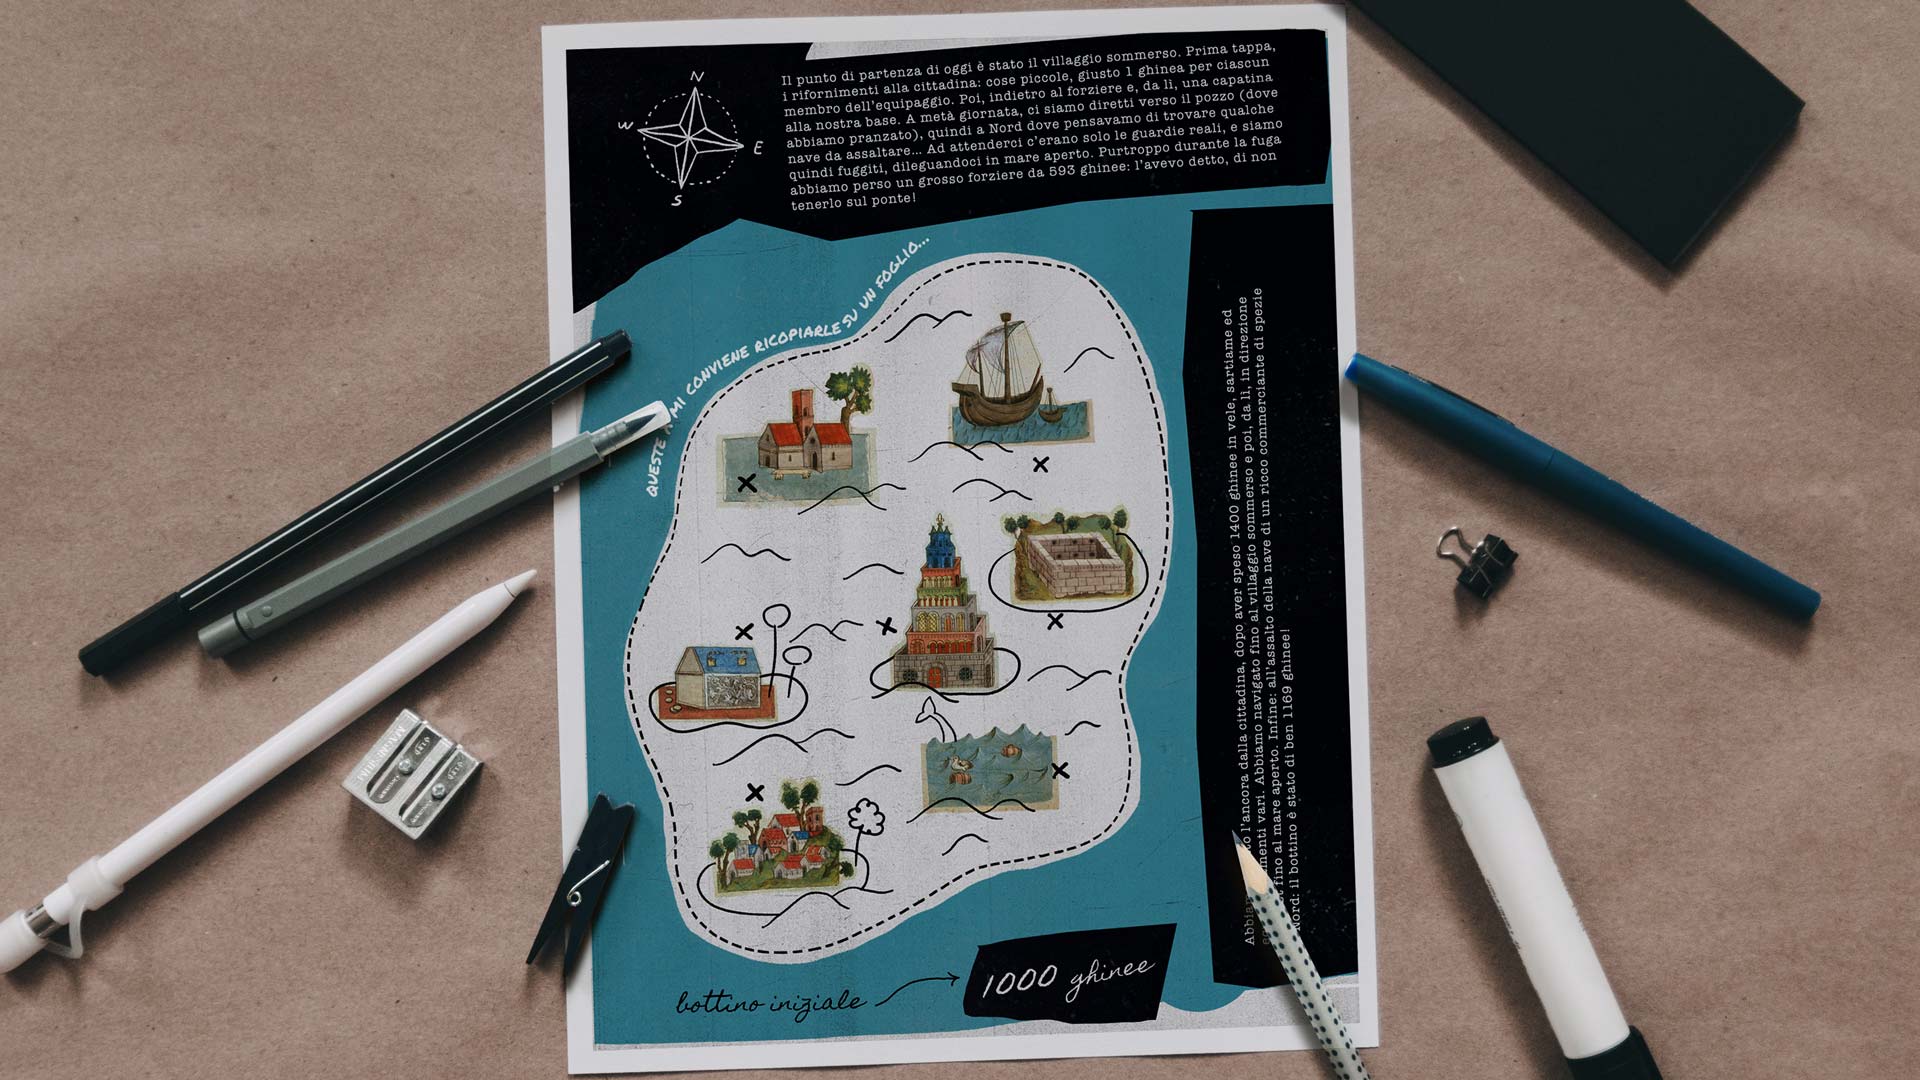 N
W
E
S
Il punto di partenza di oggi è stato il villaggio sommerso. Prima tappa,
i rifornimenti alla cittadina: cose piccole, giusto 1 ghinea per ciascun
membro dell'equipaggio. Poi, indietro al forziere e, da lì, una capatina
alla nostra base. A metà giornata, ci siamo diretti verso il pozzo (dove
abbiamo pranzato), quindi a Nord dove pensavamo di trovare qualche
nave da assaltare... Ad attenderci c'erano solo le guardie reali, e siamo
quindi fuggiti, dileguandoci in mare aperto. Purtroppo durante la fuga
abbiamo perso un grosso forziere da 593 ghinee: l'avevo detto, di non
tenerlo sul ponte!
QUESTE MI CONVIENE RICOPIARLE SU UN FOGLIO...
l'ancora dalla cittadina, dopo aver speso 1400 ghinee in vele, sartiame ed
vari. Abbiamo navigato fino al villaggio sommerso e poi, da lì, in direzione
fino al mare aperto. Infine: all'assalto della nave di un ricco commerciante di spezie
Nord: il bottino è stato di ben 1169 ghinee!
bottino iniziale
1000 ghinee